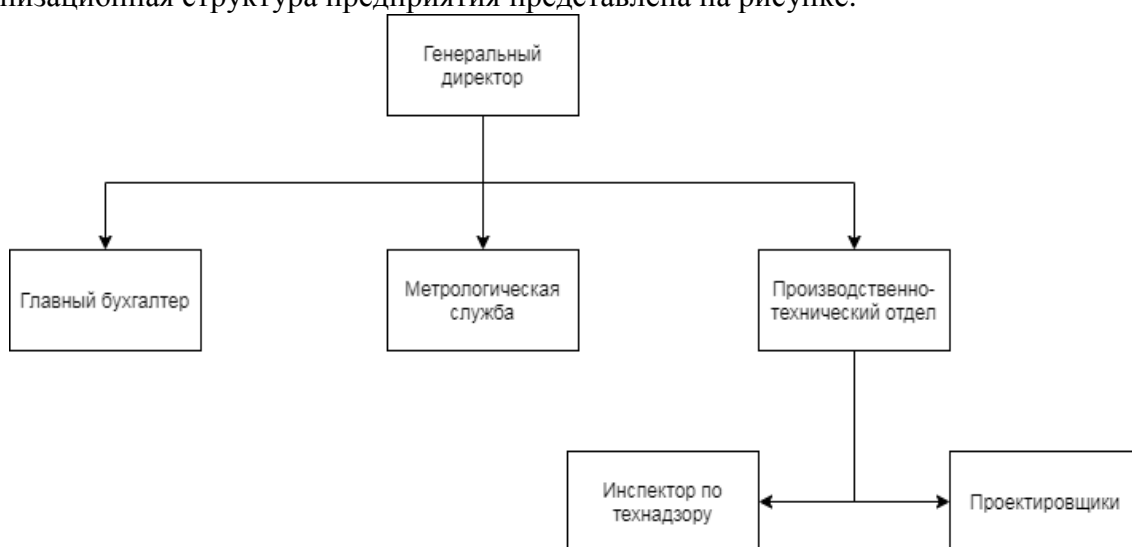 низационная структура предприятия представлена на рисунке.
Генеральный
директор
Главный бухгалтер
Метрологическая
служба
Производственно-
технический отдел
Инспектор по
технадзору
Проектировщики